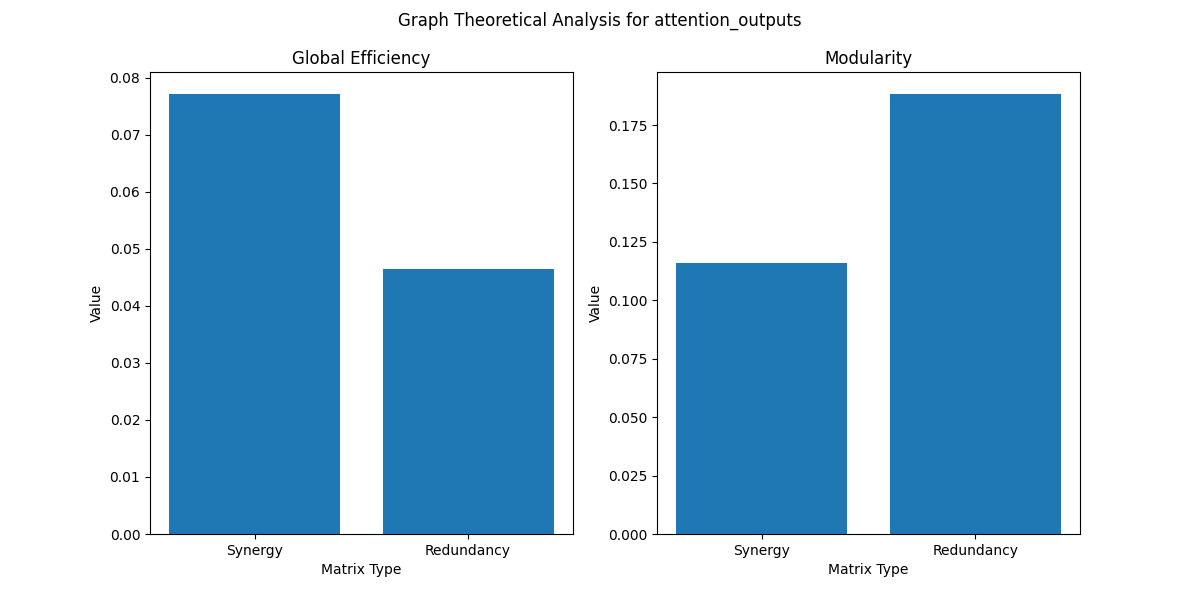 Graph Theoretical Analysis for attention_outputs
Global Efficiency
0.08
0.07
0.06
0.05
0.04
0.03
0.02
0.01
0.00
Value
Synergy
Redundancy
Matrix Type
Modularity
0.175
0.150
0.125
0.100
0.075
0.050
0.025
0.000
Value
Synergy
Redundancy
Matrix Type